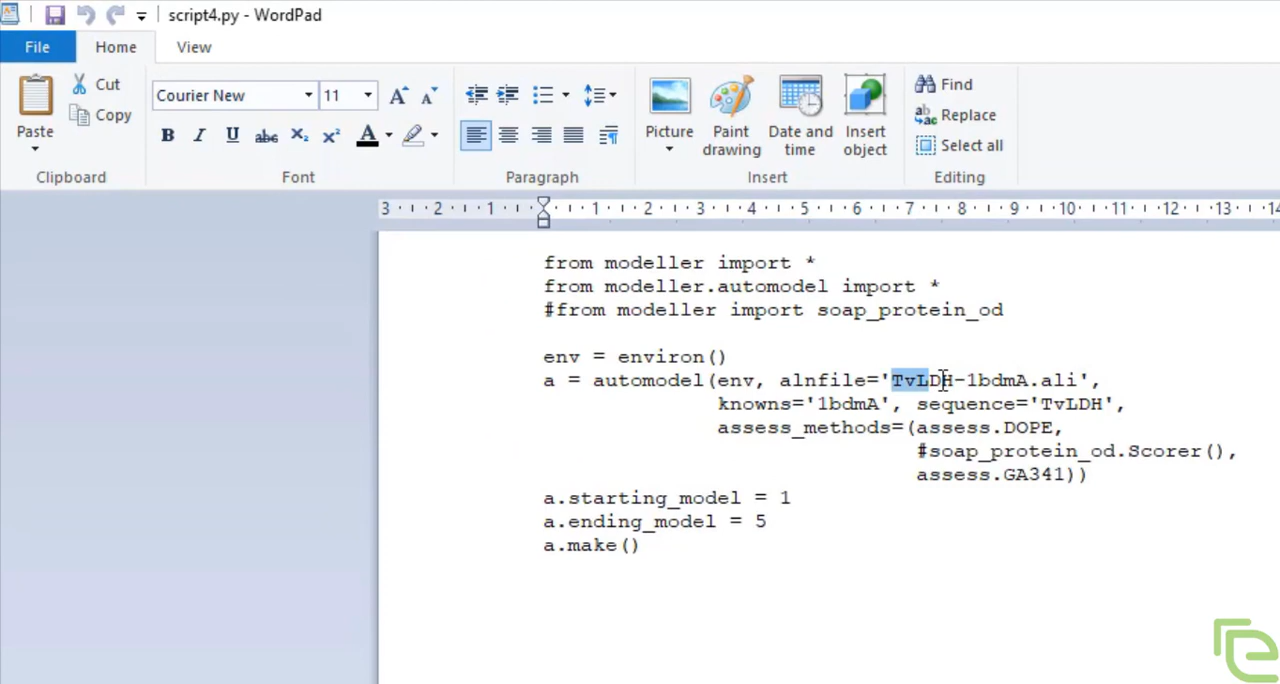 script4.py - WordPad
File Home View
Paste
Cut
Copy
Clipboard
Courier New 11
Font
Paragraph
Picture
Paint drawing
Date and time
Insert object
Insert
Find
Replace
Select all
Editing
3 2 1 1 2 3 4 5 6 7 8 9 10 11 12 13 14
from modeller import *
from modeller.automodel import *
#from modeller import soap_protein_od
env = environ()
a = automodel(env, alnfile='TvLDH-1bdmA.ali',
knowns='1bdmA', sequence='TvLDH',
assess_methods=(assess.DOPE,
#soap_protein_od.Scorer(),
assess.GA341))
a.starting_model = 1
a.ending_model = 5
a.make()